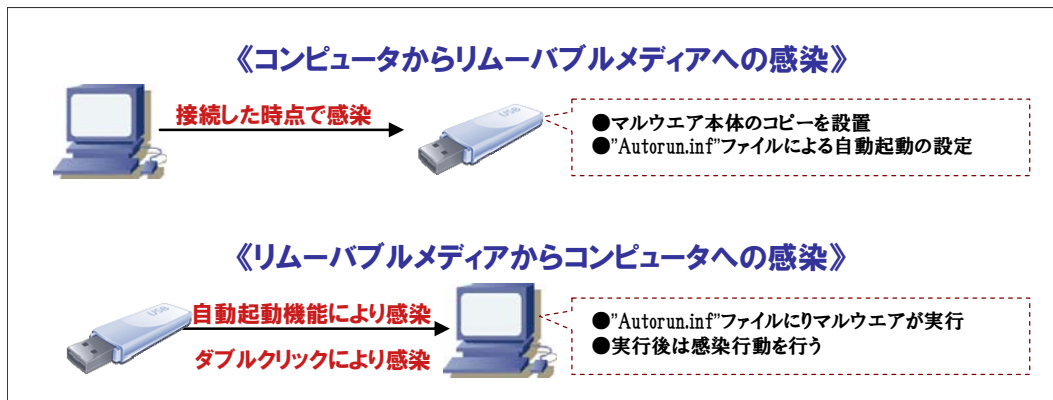 《コンピュータからリムーバブルメディアへの感染》
接続した時点で感染
USB
●マルウエア本体のコピーを設置
●"Autorun.inf"ファイルによる自動起動の設定
《リムーバブルメディアからコンピュータへの感染》
USB
自動起動機能により感染
ダブルクリックにより感染
●"Autorun.inf"ファイルにりマルウエアが実行
●実行後は感染行動を行う